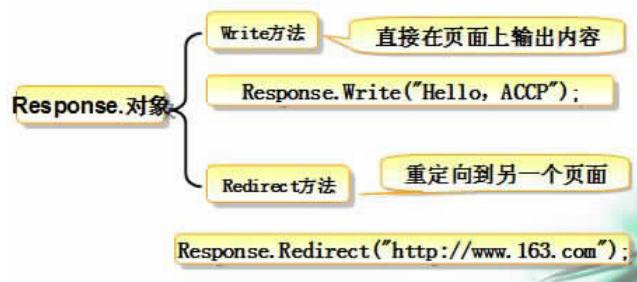 Write方法
直接在页面上输出内容
Response.Write("Hello, ACCP");
Response.对象
Redirect方法
重定向到另一个页面
Response.Redirect("http://www.163.com");